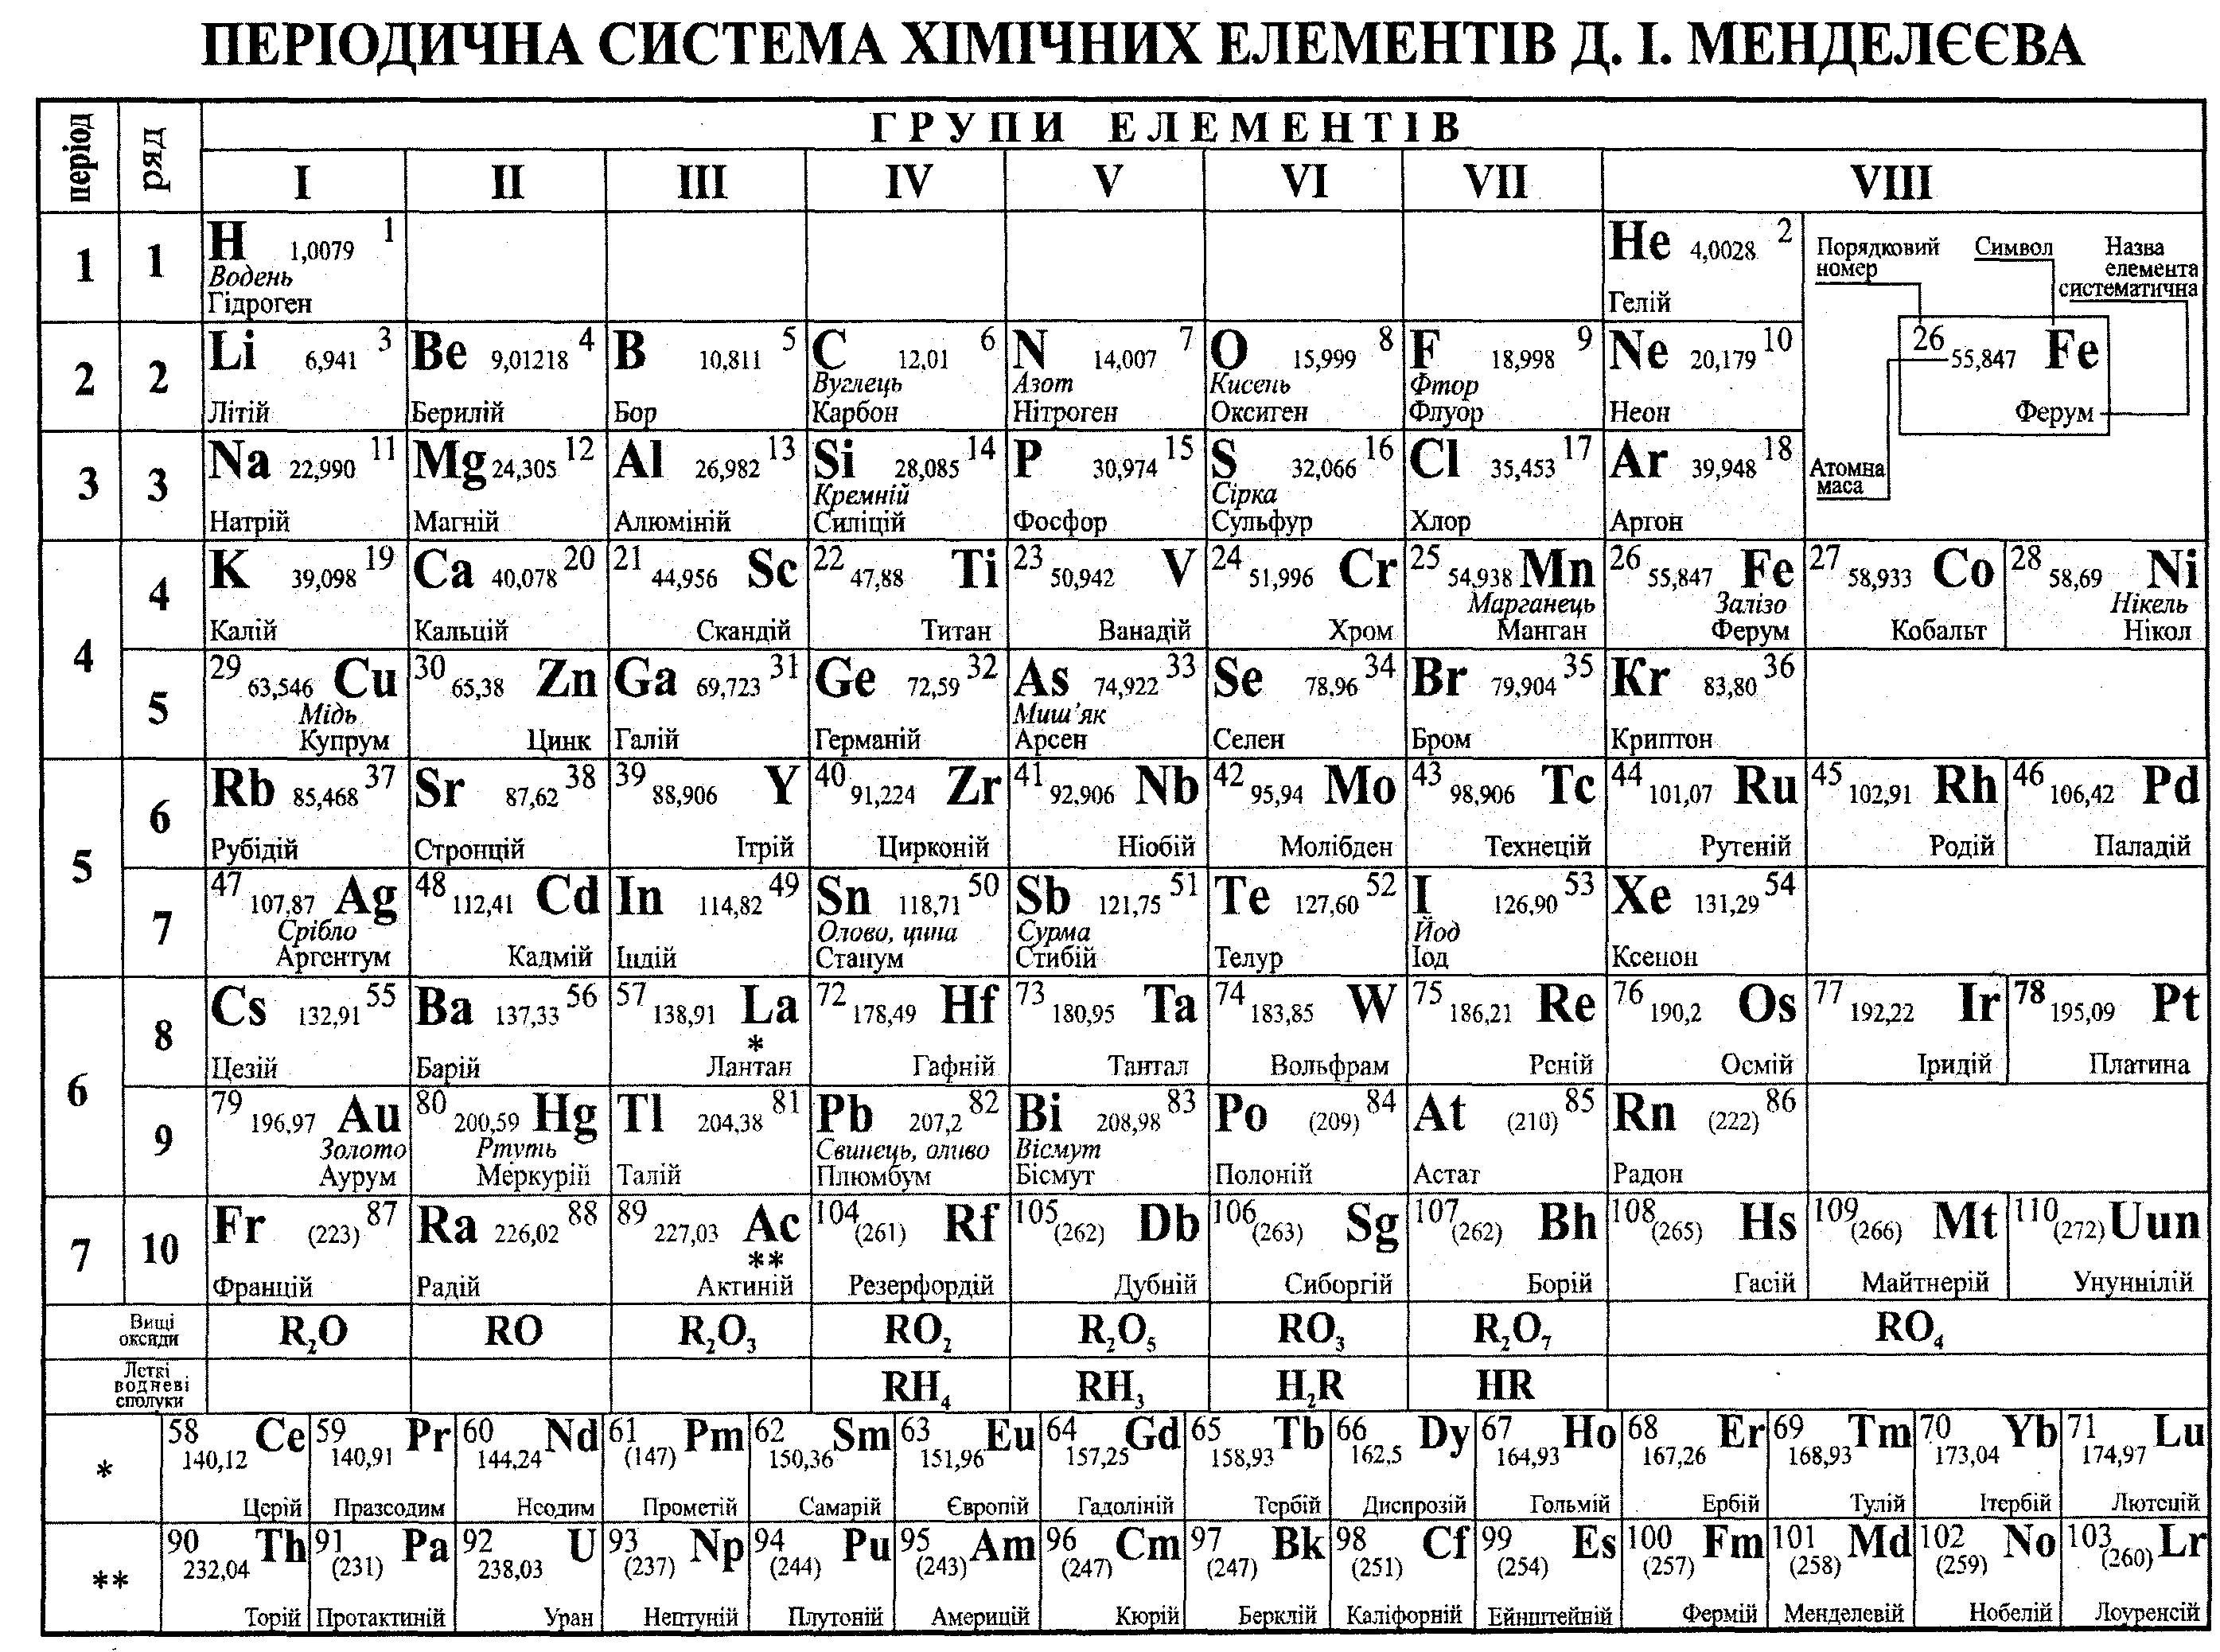 ПЕРІОДИЧНА СИСТЕМА ХІМІЧНИХ ЕЛЕМЕНТІВ Д. І. МЕНДЕЛЄЄВА
період ряд ГРУПИ ЕЛЕМЕНТІВ
I II III IV V VI VII VIII
1 1 H 1,0079 1 He 4,0028 2
Водень
Гідроген Гелій
Порядковий номер Символ Назва елемента систематична
26 55,847 Fe
Ферум
Атомна маса
2 2 Li 6,941 3 Be 9,01218 4 B 10,811 5 C 12,01 6 N 14,007 7 O 15,999 8 F 18,998 9 Ne 20,179 10
Вуглець Азот Кисень Фтор
Літій Берилій Бор Карбон Нітроген Оксиген Флуор Неон
3 3 Na 22,990 11 Mg 24,305 12 Al 26,982 13 Si 28,085 14 P 30,974 15 S 32,066 16 Cl 35,453 17 Ar 39,948 18
Кремній Сірка
Натрій Магній Алюміній Силіцій Фосфор Сульфур Хлор Аргон
4 4 K 39,098 19 Ca 40,078 20 21 44,956 Sc 22 47,88 Ti 23 50,942 V 24 51,996 Cr 25 54,938 Mn 26 55,847 Fe 27 58,933 Co 28 58,69 Ni
Марганець Залізо Нікель
Калій Кальцій Скандій Титан Ванадій Хром Манган Ферум Кобальт Нікол
5 29 63,546 Cu 30 65,38 Zn Ga 69,723 31 Ge 72,59 32 As 74,922 33 Se 78,96 34 Br 79,904 35 Kr 83,80 36
Мідь Миш'як
Купрум Цинк Галій Германій Арсен Селен Бром Криптон
5 6 Rb 85,468 37 Sr 87,62 38 39 88,906 Y 40 91,224 Zr 41 92,906 Nb 42 95,94 Mo 43 98,906 Tc 44 101,07 Ru 45 102,91 Rh 46 106,42 Pd
Рубідій Стронцій Ітрій Цирконій Ніобій Молібден Технецій Рутеній Родій Паладій
7 47 107,87 Ag 48 112,41 Cd In 114,82 49 Sn 118,71 50 Sb 121,75 51 Te 127,60 52 I 126,90 53 Xe 131,29 54
Срібло Олово, цина Сурма Йод
Аргентум Кадмій Індій Станум Стибій Телур Іод Ксенон
6 8 Cs 132,91 55 Ba 137,33 56 57 138,91 La 72 178,49 Hf 73 180,95 Ta 74 183,85 W 75 186,21 Re 76 190,2 Os 77 192,22 Ir 78 195,09 Pt
*
Цезій Барій Лантан Гафній Тантал Вольфрам Реній Осмій Іридій Платина
9 79 196,97 Au 80 200,59 Hg Tl 204,38 81 Pb 207,2 82 Bi 208,98 83 Po (209) 84 At (210) 85 Rn (222) 86
Золото Ртуть Свинець, оливо Вісмут
Аурум Меркурій Талій Плюмбум Бісмут Полоній Астат Радон
7 10 Fr (223) 87 Ra 226,02 88 89 227,03 Ac 104 (261) Rf 105 (262) Db 106 (263) Sg 107 (262) Bh 108 (265) Hs 109 (266) Mt 110 (272) Uun
**
Францій Радій Актиній Резерфордій Дубній Сиборгій Борій Гасій Майтнерій Унуннілій
Вищі оксиди R₂O RO R₂O₃ RO₂ R₂O₅ RO₃ R₂O₇ RO₄
Леткі водневі сполуки RH₄ RH₃ H₂R HR
* 58 140,12 Ce 59 140,91 Pr 60 144,24 Nd 61 (147) Pm 62 150,36 Sm 63 151,96 Eu 64 157,25 Gd 65 158,93 Tb 66 162,5 Dy 67 164,93 Ho 68 167,26 Er 69 168,93 Tm 70 173,04 Yb 71 174,97 Lu
Церій Празеодим Неодим Прометій Самарій Європій Гадоліній Тербій Диспрозій Гольмій Ербій Тулій Ітербій Лютецій
** 90 232,04 Th 91 (231) Pa 92 238,03 U 93 (237) Np 94 (244) Pu 95 (243) Am 96 (247) Cm 97 (247) Bk 98 (251) Cf 99 (254) Es 100 (257) Fm 101 (258) Md 102 (259) No 103 (260) Lr
Торій Протактиній Уран Нептуній Плутоній Америцій Кюрій Берклій Каліфорній Ейнштейній Фермій Менделевій Нобелій Лоуренсій